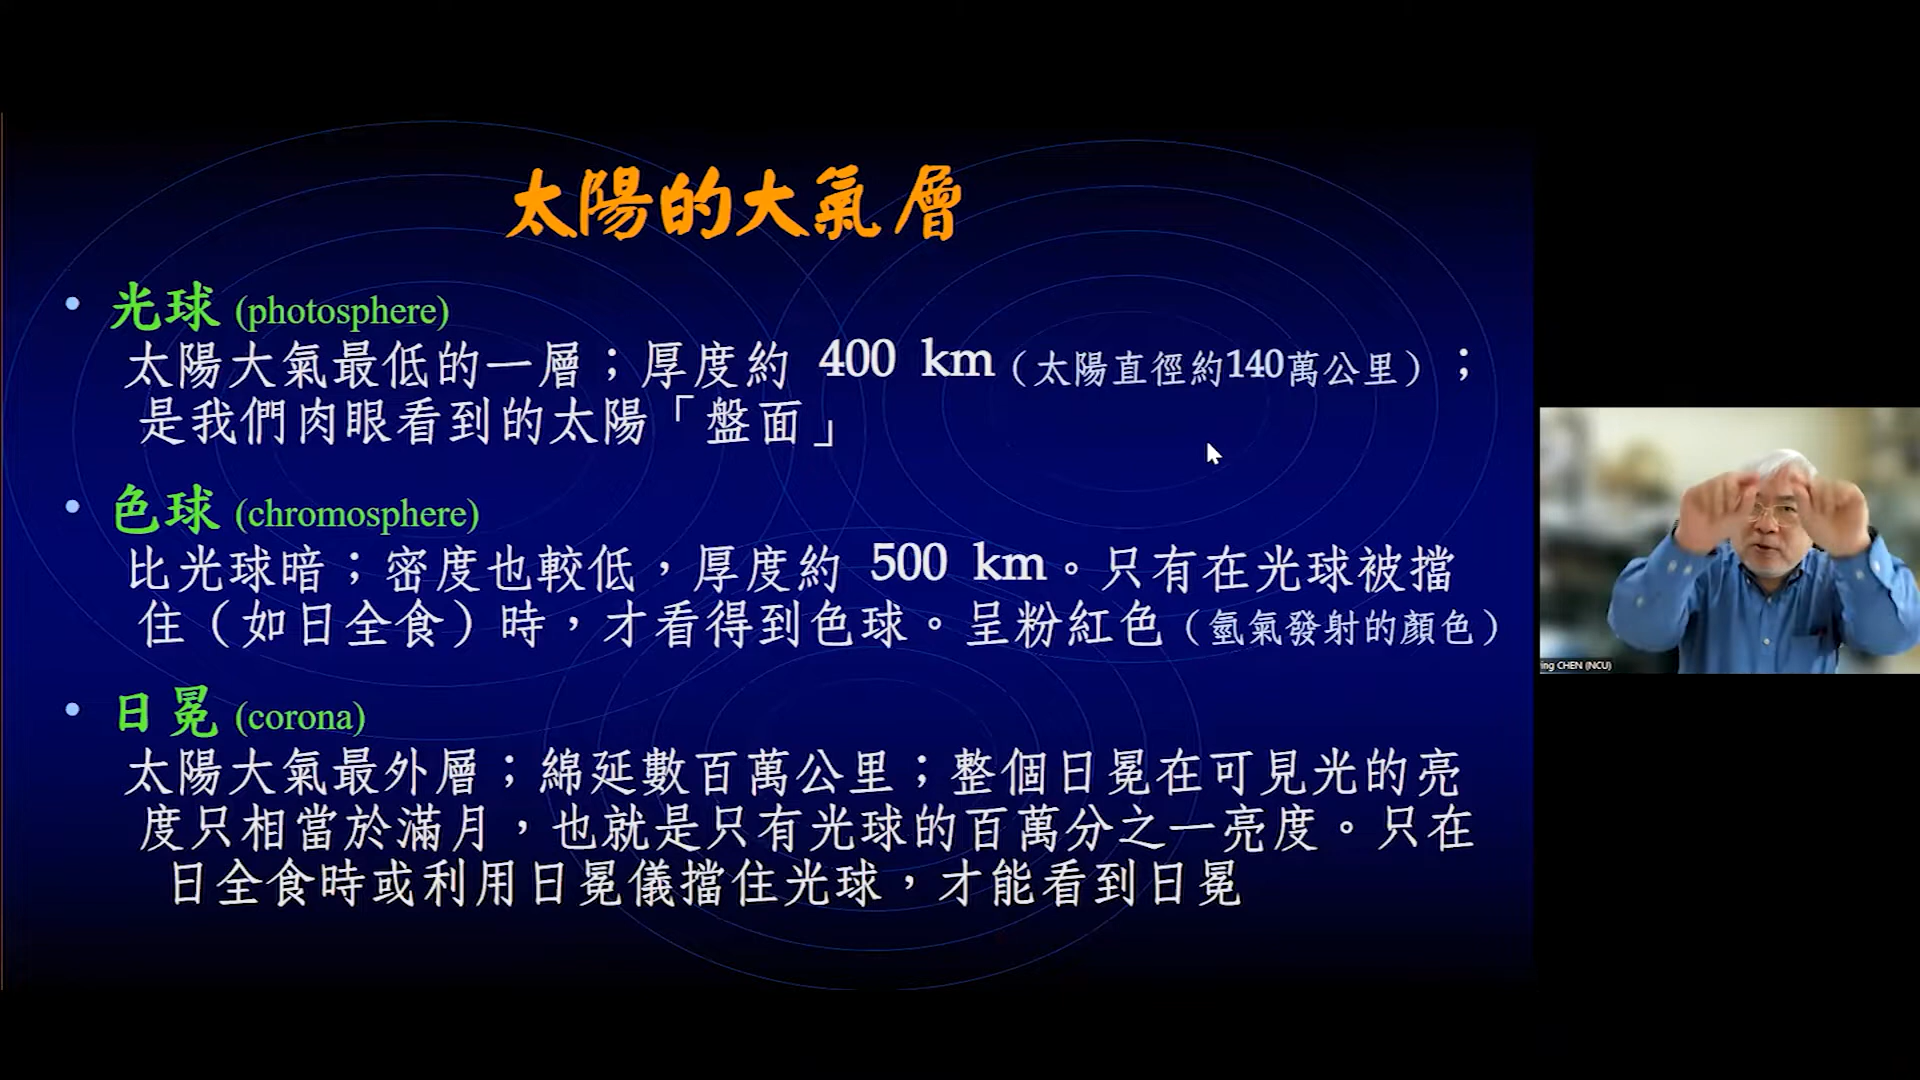 太陽的大氣層
• 光球 (photosphere)
太陽大氣最低的一層；厚度約 400 km（太陽直徑約140萬公里）；
是我們肉眼看到的太陽「盤面」
• 色球 (chromosphere)
比光球暗；密度也較低，厚度約 500 km。只有在光球被擋
住（如日全食）時，才看得到色球。呈粉紅色（氫氣發射的顏色）
• 日冕 (corona)
太陽大氣最外層；綿延數百萬公里；整個日冕在可見光的亮
度只相當於滿月，也就是只有光球的百萬分之一亮度。只在
日全食時或利用日冕儀擋住光球，才能看到日冕
ing CHEN (NCU)